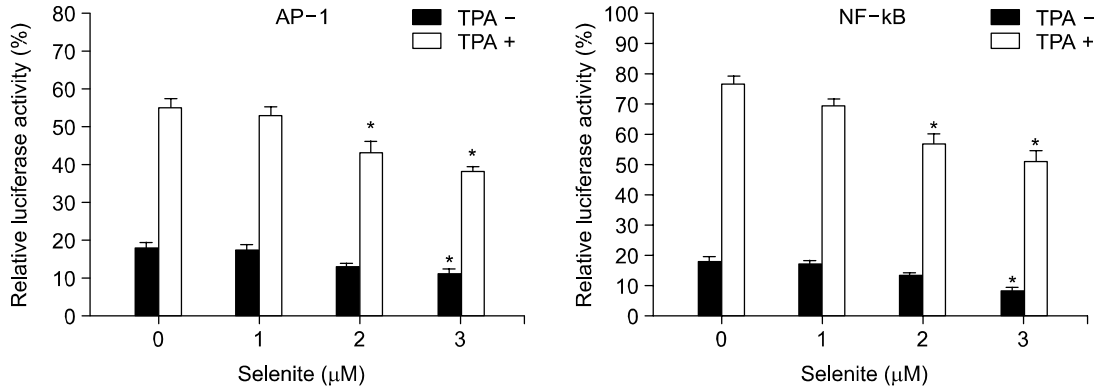 AP−1
TPA −
TPA +
Relative luciferase activity (%)
80
70
60
50
40
30
20
10
0
*
*
*
0 1 2 3
Selenite (μM)
NF−kB
TPA −
TPA +
Relative luciferase activity (%)
100
90
80
70
60
50
40
30
20
10
0
*
*
*
0 1 2 3
Selenite (μM)